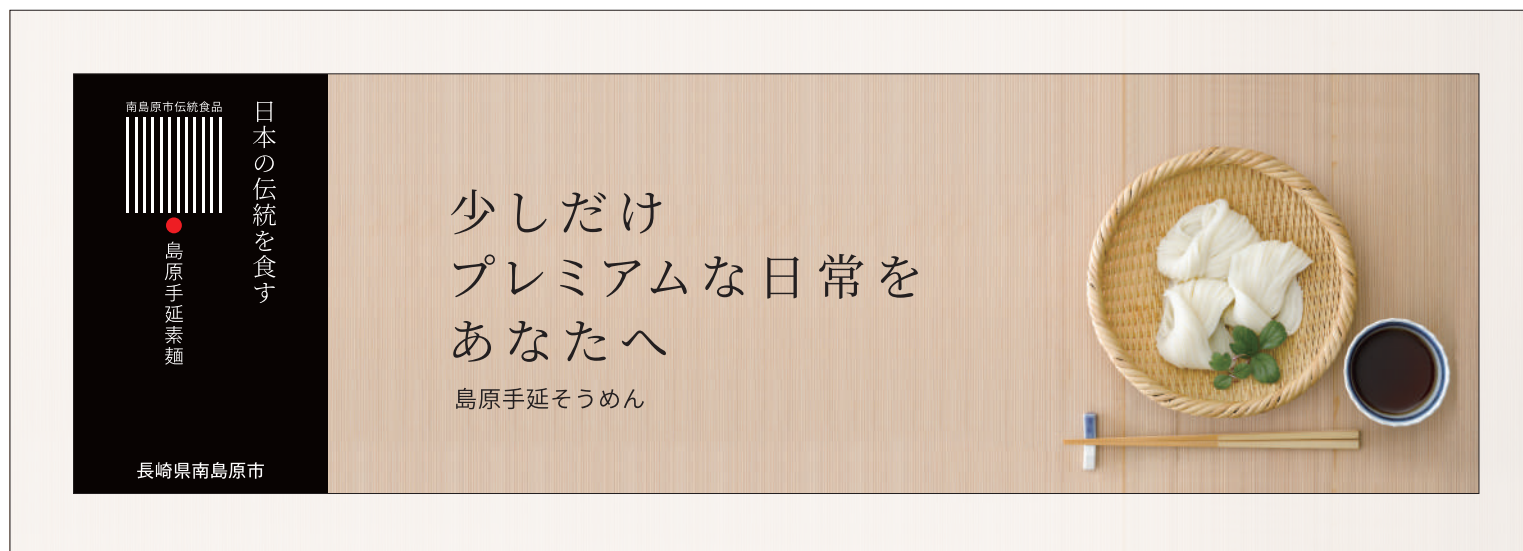 南島原市伝統食品
島原手延素麺
日本の伝統を食す
長崎県南島原市
少しだけ
プレミアムな日常を
あなたへ
島原手延そうめん